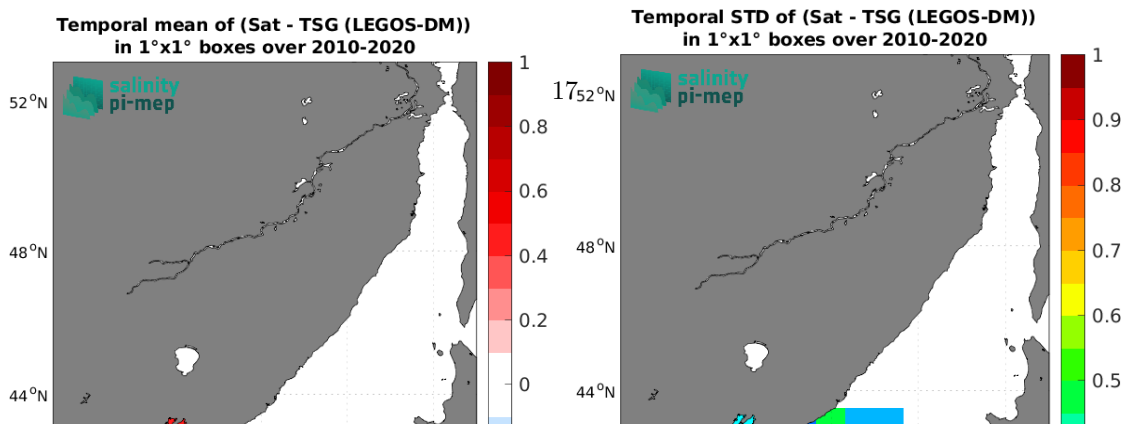 Temporal mean of (Sat - TSG (LEGOS-DM))
in 1°x1° boxes over 2010-2020
salinity
pi-mep
52°N
48°N
44°N
1
0.8
0.6
0.4
0.2
0
17
Temporal STD of (Sat - TSG (LEGOS-DM))
in 1°x1° boxes over 2010-2020
salinity
pi-mep
52°N
48°N
44°N
1
0.9
0.8
0.7
0.6
0.5